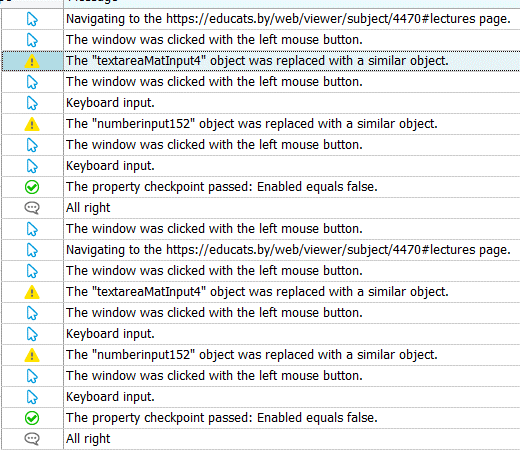 Navigating to the https://educats.by/web/viewer/subject/4470#lectures page.
The window was clicked with the left mouse button.
The "textareaMatInput4" object was replaced with a similar object.
The window was clicked with the left mouse button.
Keyboard input.
The "numberinput152" object was replaced with a similar object.
The window was clicked with the left mouse button.
Keyboard input.
The property checkpoint passed: Enabled equals false.
All right
The window was clicked with the left mouse button.
Navigating to the https://educats.by/web/viewer/subject/4470#lectures page.
The window was clicked with the left mouse button.
The "textareaMatInput4" object was replaced with a similar object.
The window was clicked with the left mouse button.
Keyboard input.
The "numberinput152" object was replaced with a similar object.
The window was clicked with the left mouse button.
Keyboard input.
The property checkpoint passed: Enabled equals false.
All right